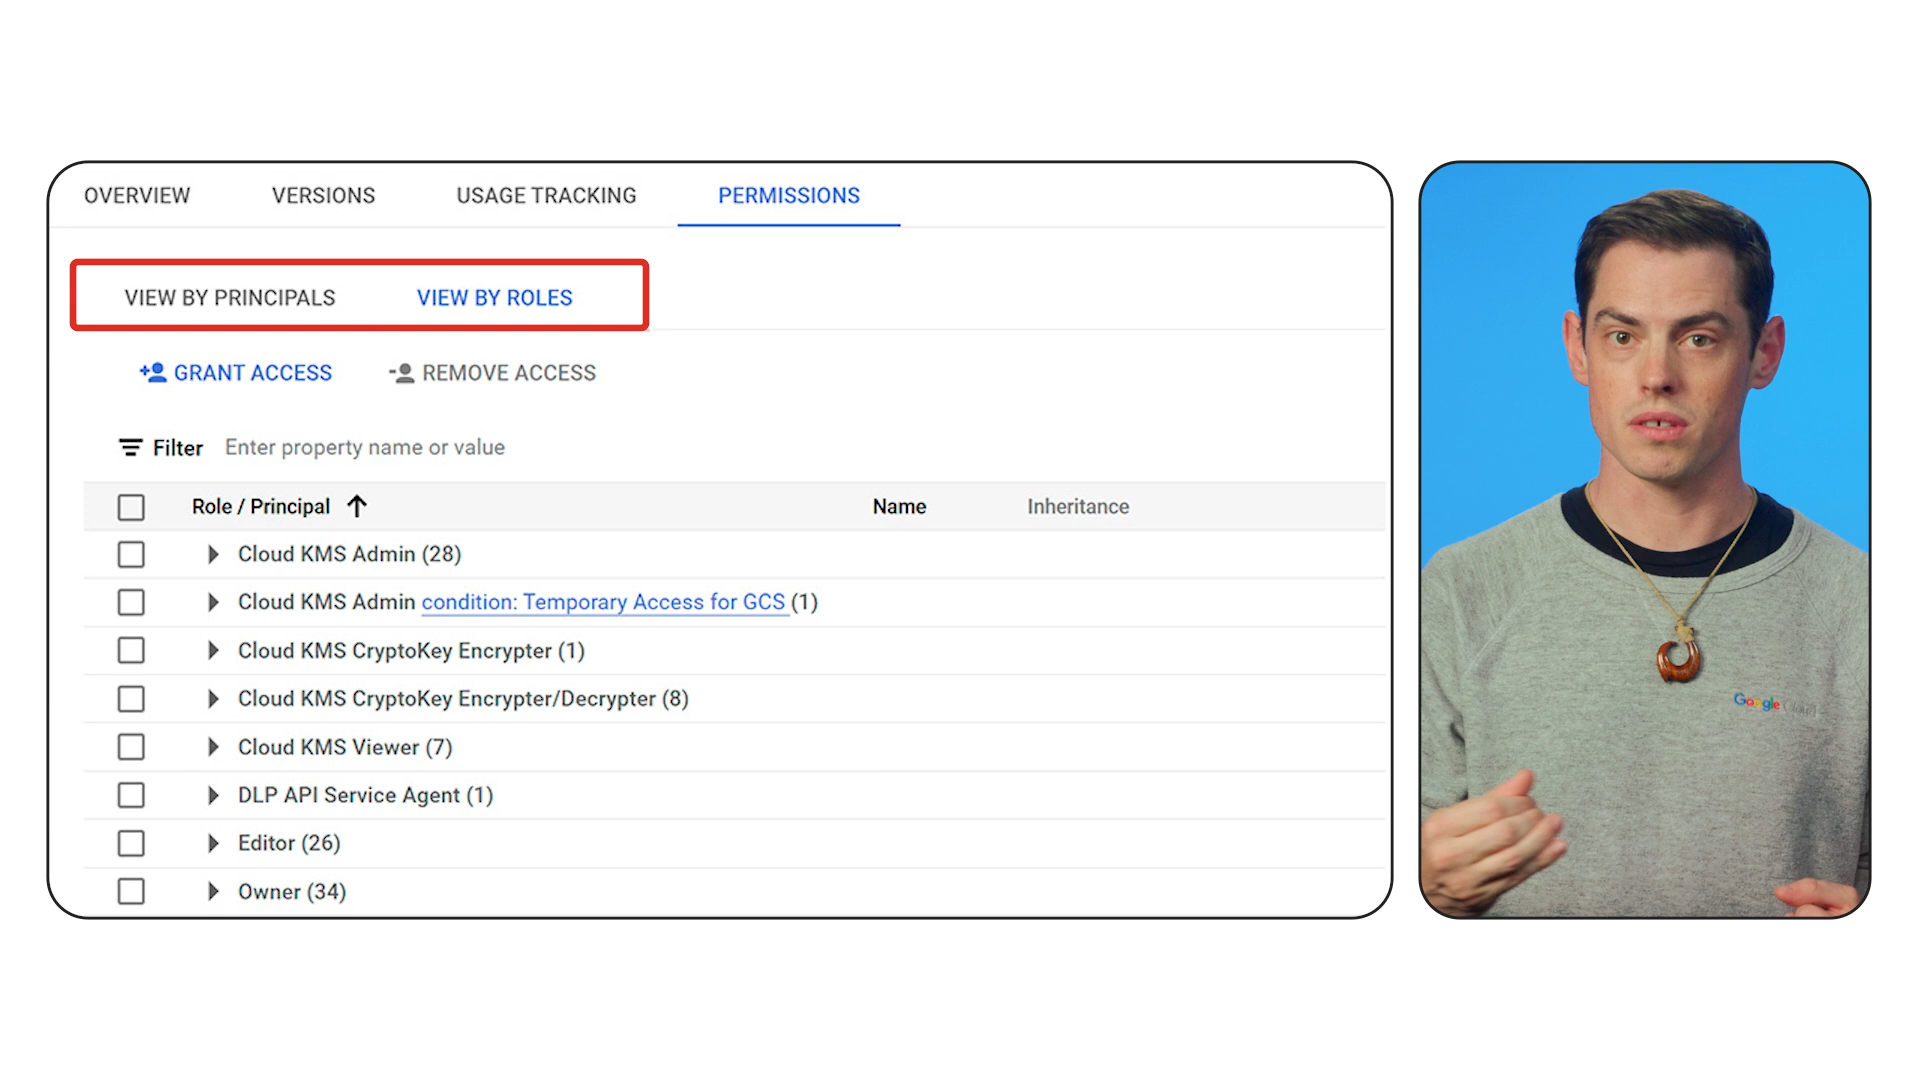 OVERVIEW VERSIONS USAGE TRACKING PERMISSIONS
VIEW BY PRINCIPALS VIEW BY ROLES
GRANT ACCESS REMOVE ACCESS
Filter Enter property name or value
Role / Principal Name Inheritance
Cloud KMS Admin (28)
Cloud KMS Admin condition: Temporary Access for GCS (1)
Cloud KMS CryptoKey Encrypter (1)
Cloud KMS CryptoKey Encrypter/Decrypter (8)
Cloud KMS Viewer (7)
DLP API Service Agent (1)
Editor (26)
Owner (34)
Google Cloud